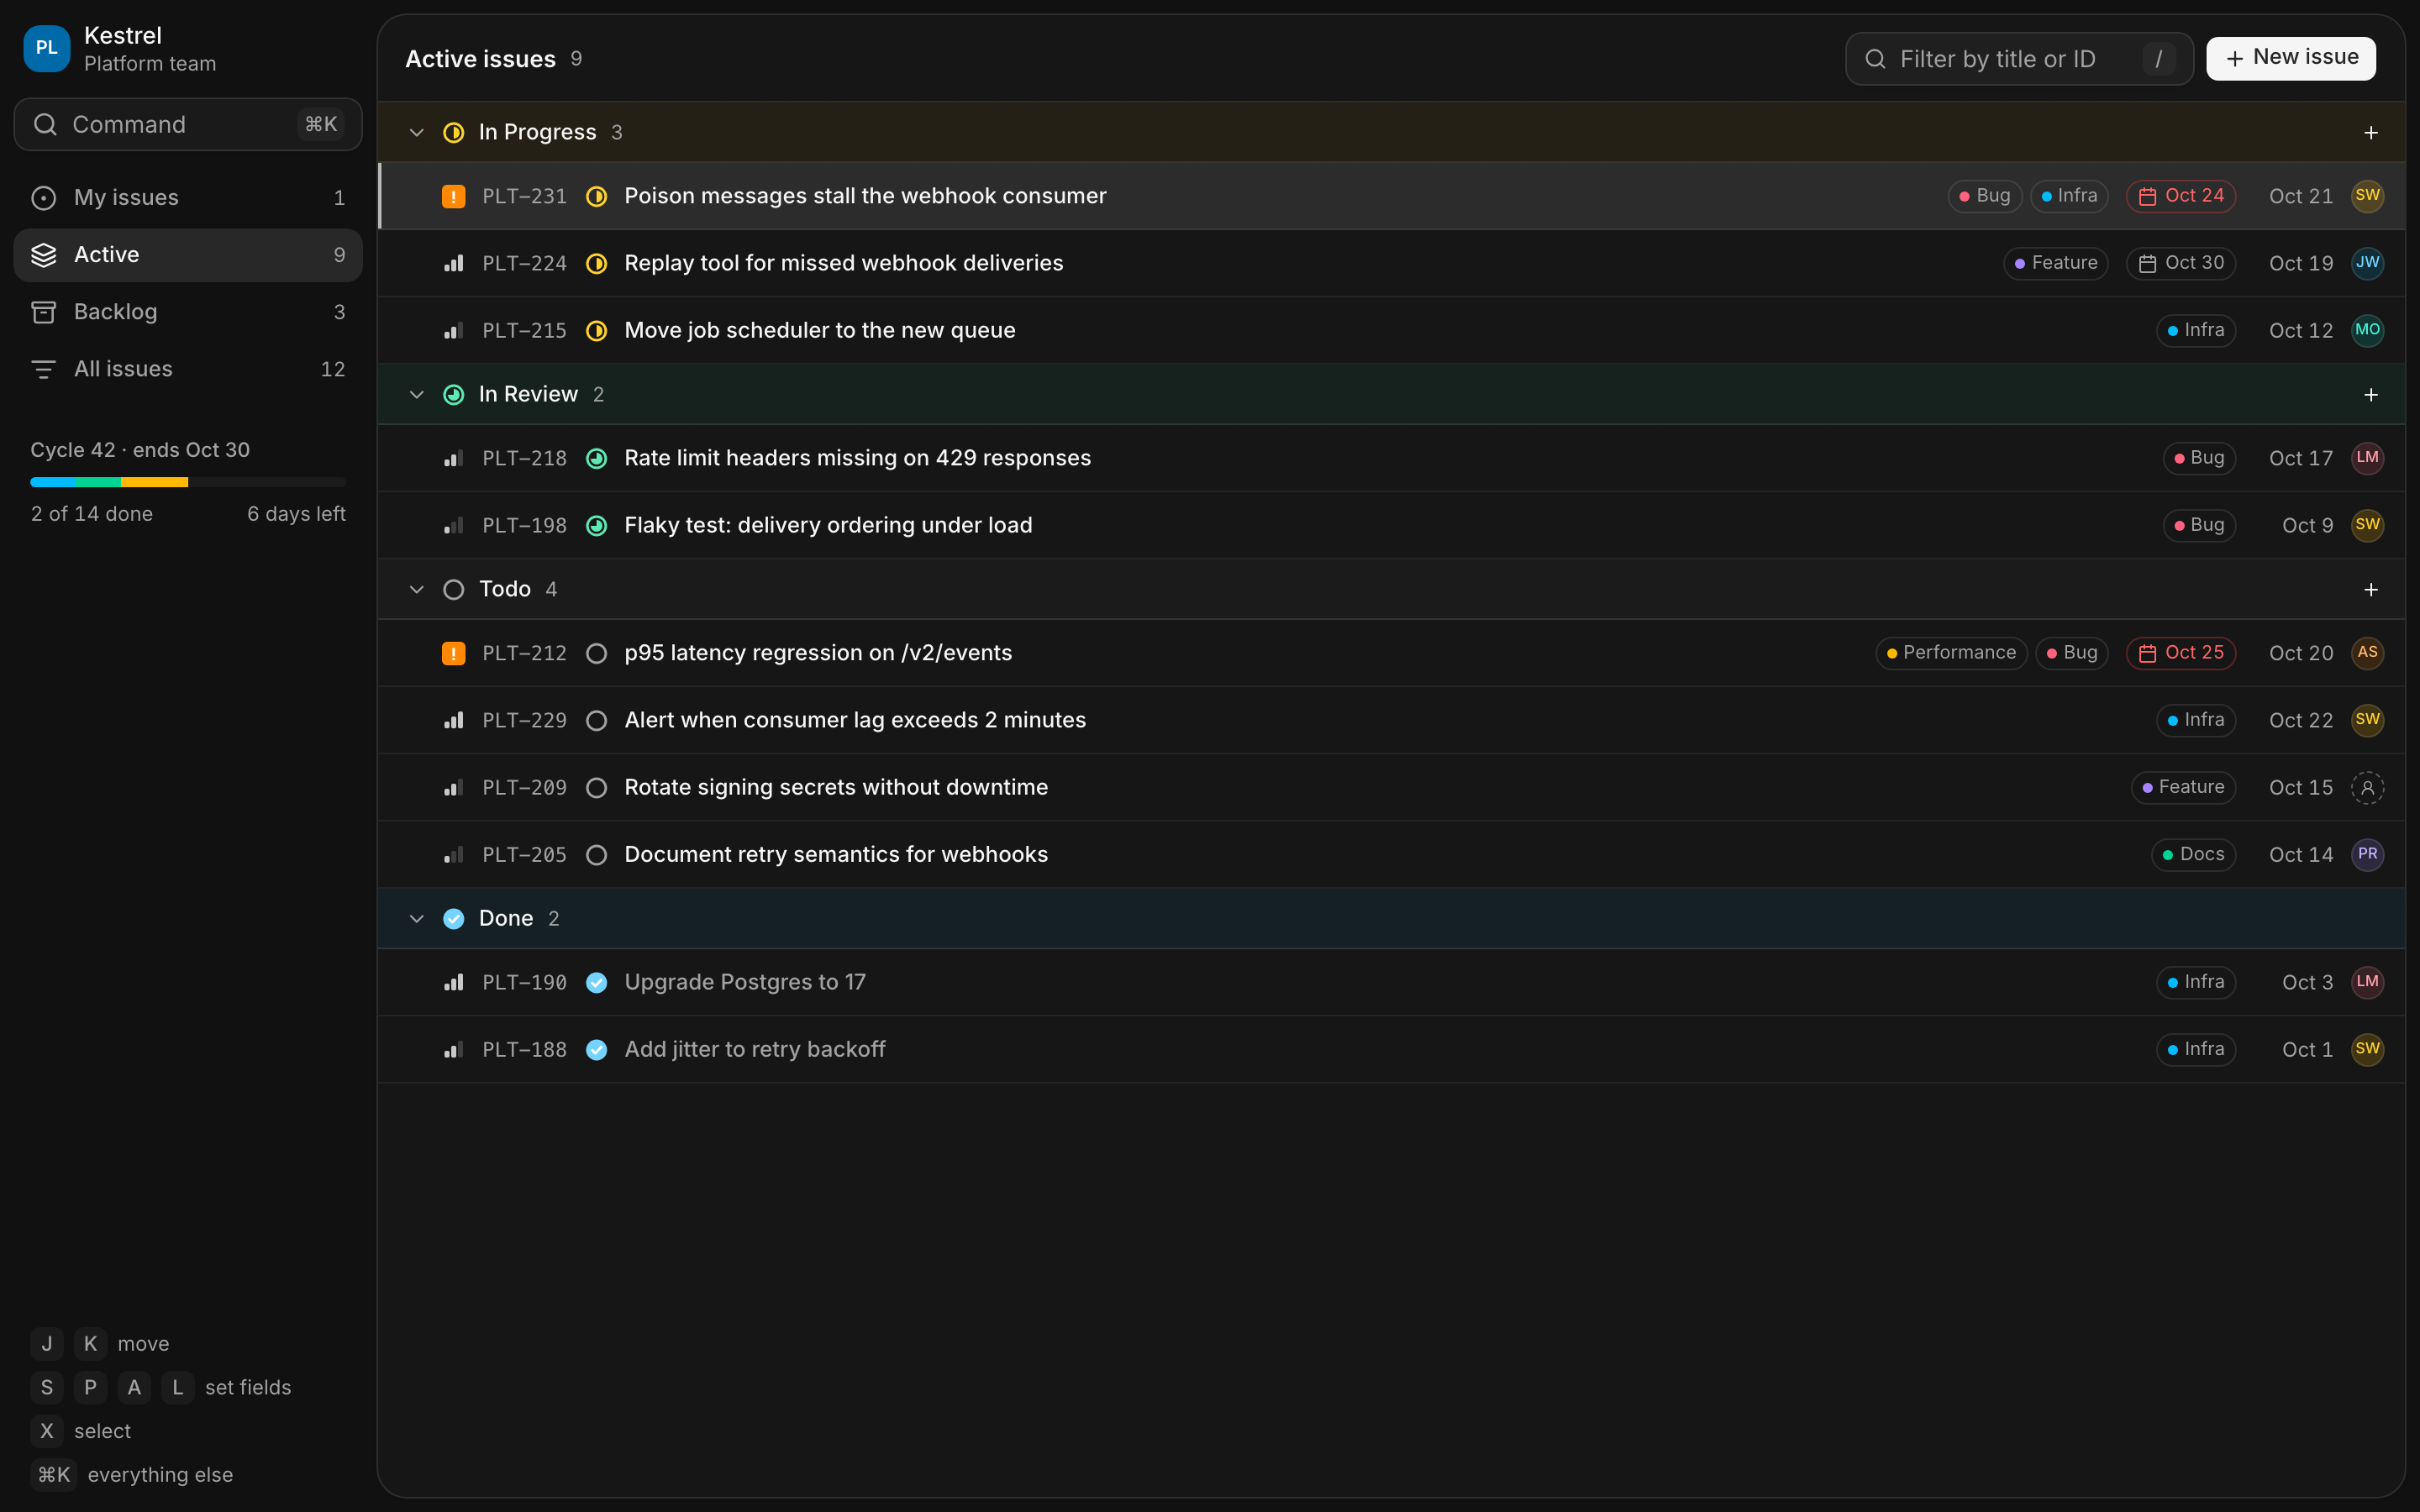 PL Kestrel
Platform team
Command ⌘K
My issues 1
Active 9
Backlog 3
All issues 12
Cycle 42 · ends Oct 30
2 of 14 done 6 days left
J K move
S P A L set fields
X select
⌘K everything else
Active issues 9 Filter by title or ID / + New issue
In Progress 3 +
! PLT-231 Poison messages stall the webhook consumer Bug Infra Oct 24 Oct 21 SW
PLT-224 Replay tool for missed webhook deliveries Feature Oct 30 Oct 19 JW
PLT-215 Move job scheduler to the new queue Infra Oct 12 MO
In Review 2 +
PLT-218 Rate limit headers missing on 429 responses Bug Oct 17 LM
PLT-198 Flaky test: delivery ordering under load Bug Oct 9 SW
Todo 4 +
! PLT-212 p95 latency regression on /v2/events Performance Bug Oct 25 Oct 20 AS
PLT-229 Alert when consumer lag exceeds 2 minutes Infra Oct 22 SW
PLT-209 Rotate signing secrets without downtime Feature Oct 15
PLT-205 Document retry semantics for webhooks Docs Oct 14 PR
Done 2
PLT-190 Upgrade Postgres to 17 Infra Oct 3 LM
PLT-188 Add jitter to retry backoff Infra Oct 1 SW